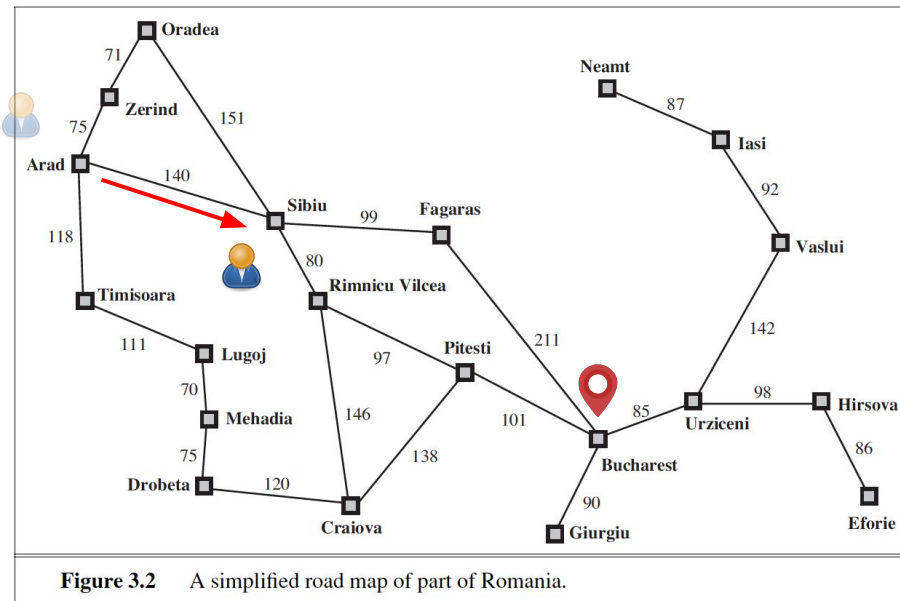 Oradea
71
Neamt
87
Zerind
151
75
Iasi
Arad
140
92
Sibiu
99
Fagaras
118
80
Vaslui
Rimnicu Vilcea
Timisoara
142
111
211
Lugoj
97
Pitesti
70
98
Hirsova
146
101
85
Urziceni
Mehadia
86
75
138
Bucharest
Drobeta
120
90
Craiova
Eforie
Giurgiu
Figure 3.2 A simplified road map of part of Romania.